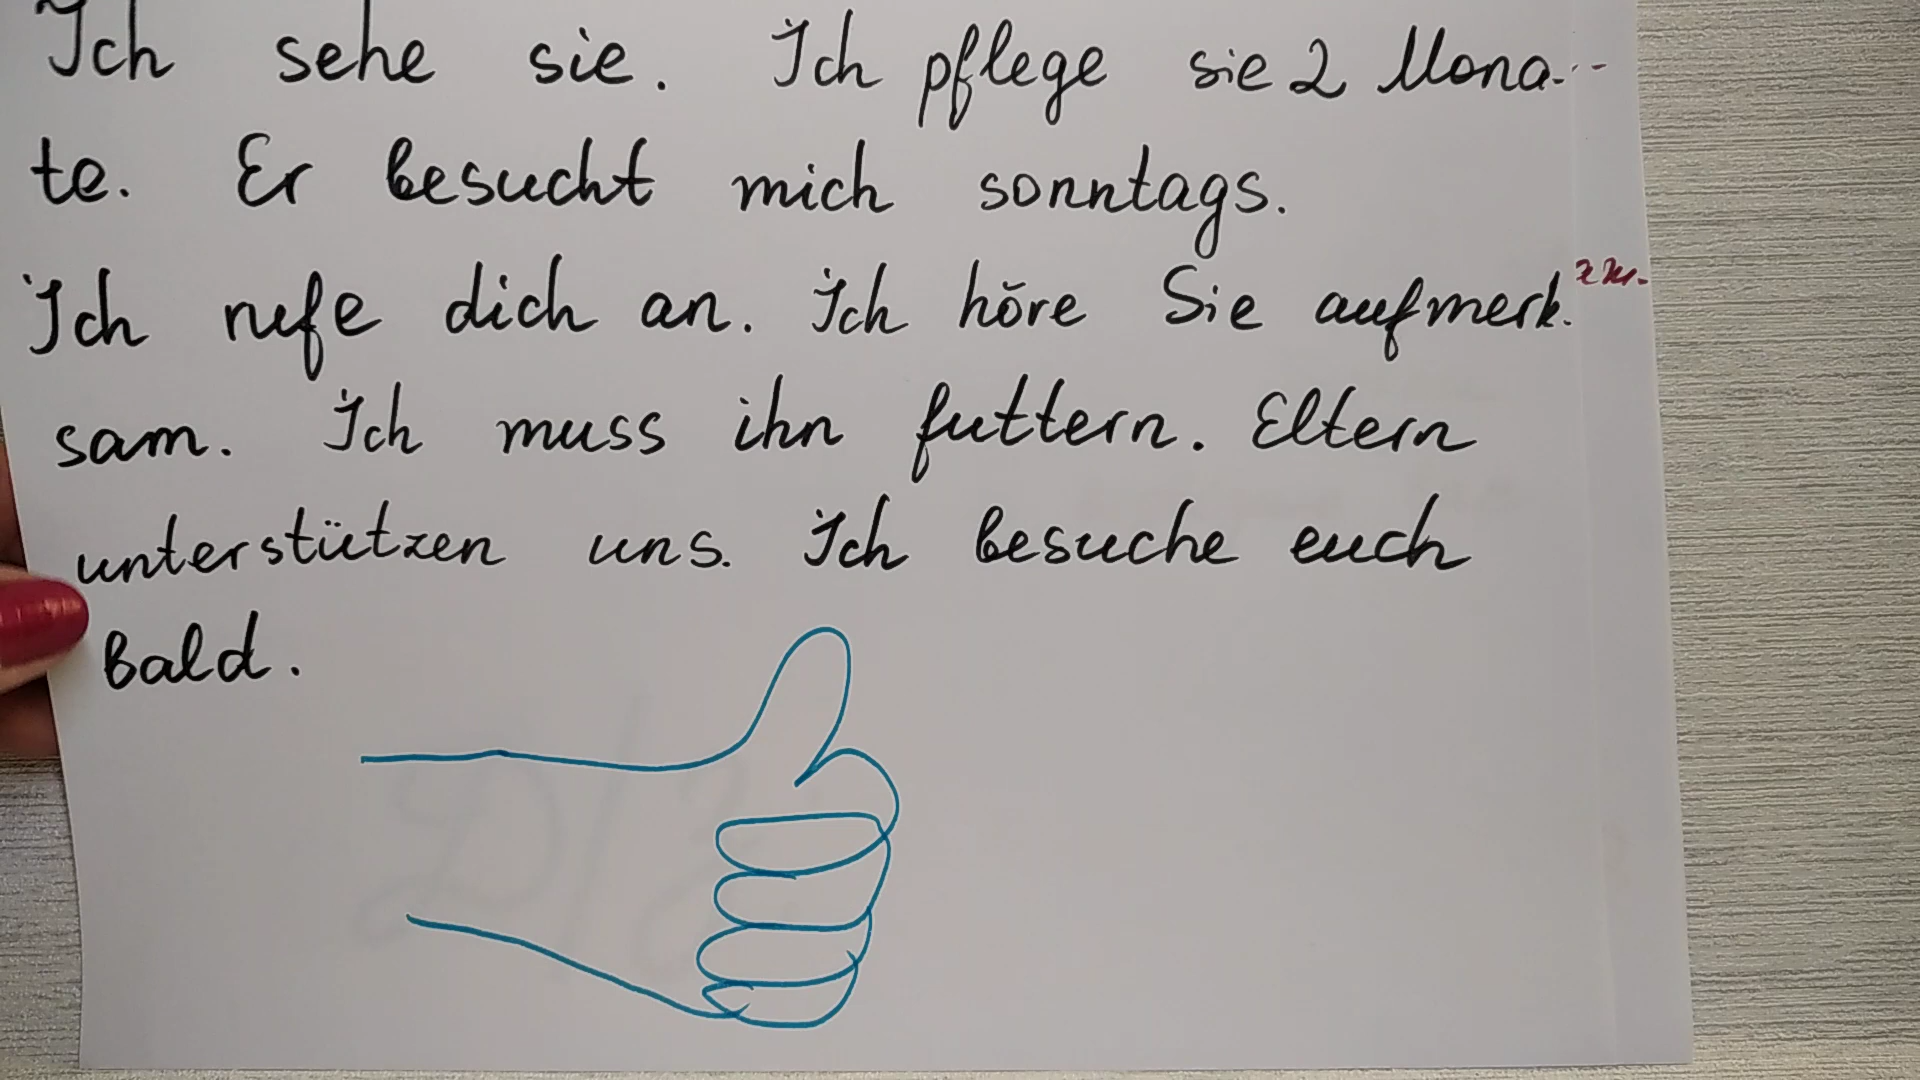 Ich sehe sie. Ich pflege sie 2 Mona-
te. Er besucht mich sonntags.
Ich rufe dich an. Ich höre Sie aufmerk-
sam. Ich muss ihn futtern. Eltern
unterstützen uns. Ich besuche euch
bald.